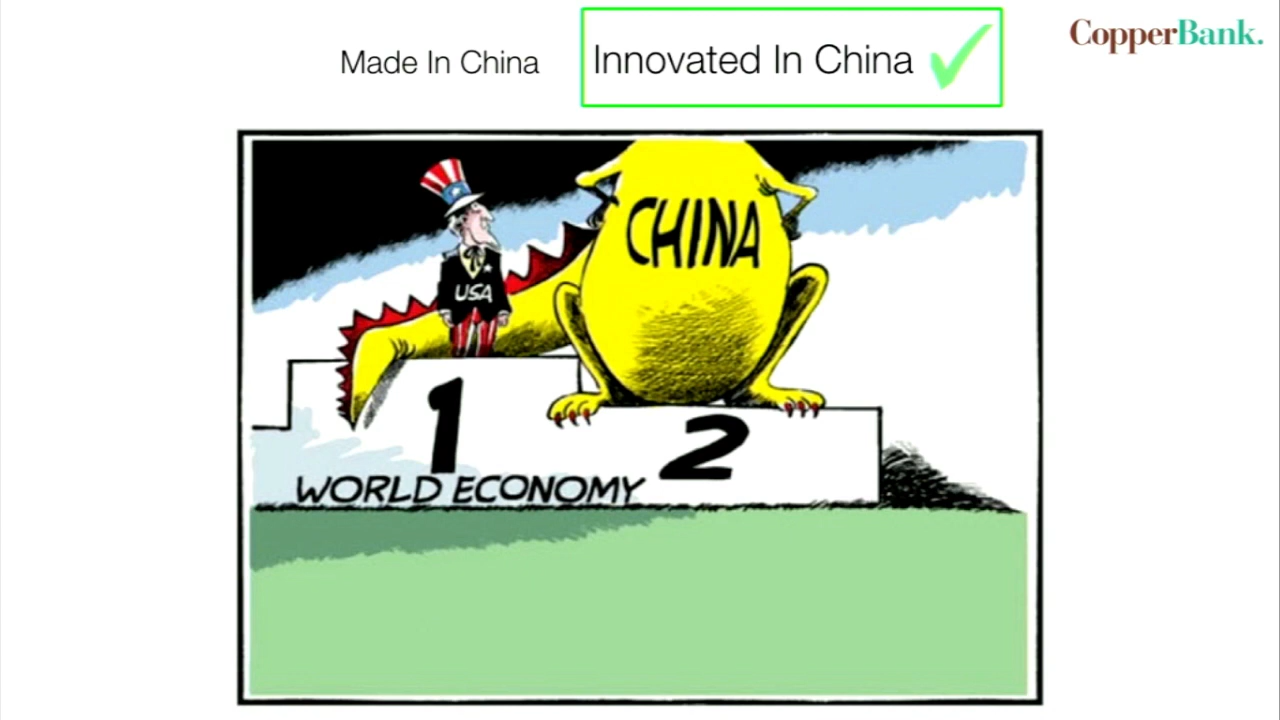 Made In China
Innovated In China
CopperBank.
CHINA
USA
1
2
WORLD ECONOMY